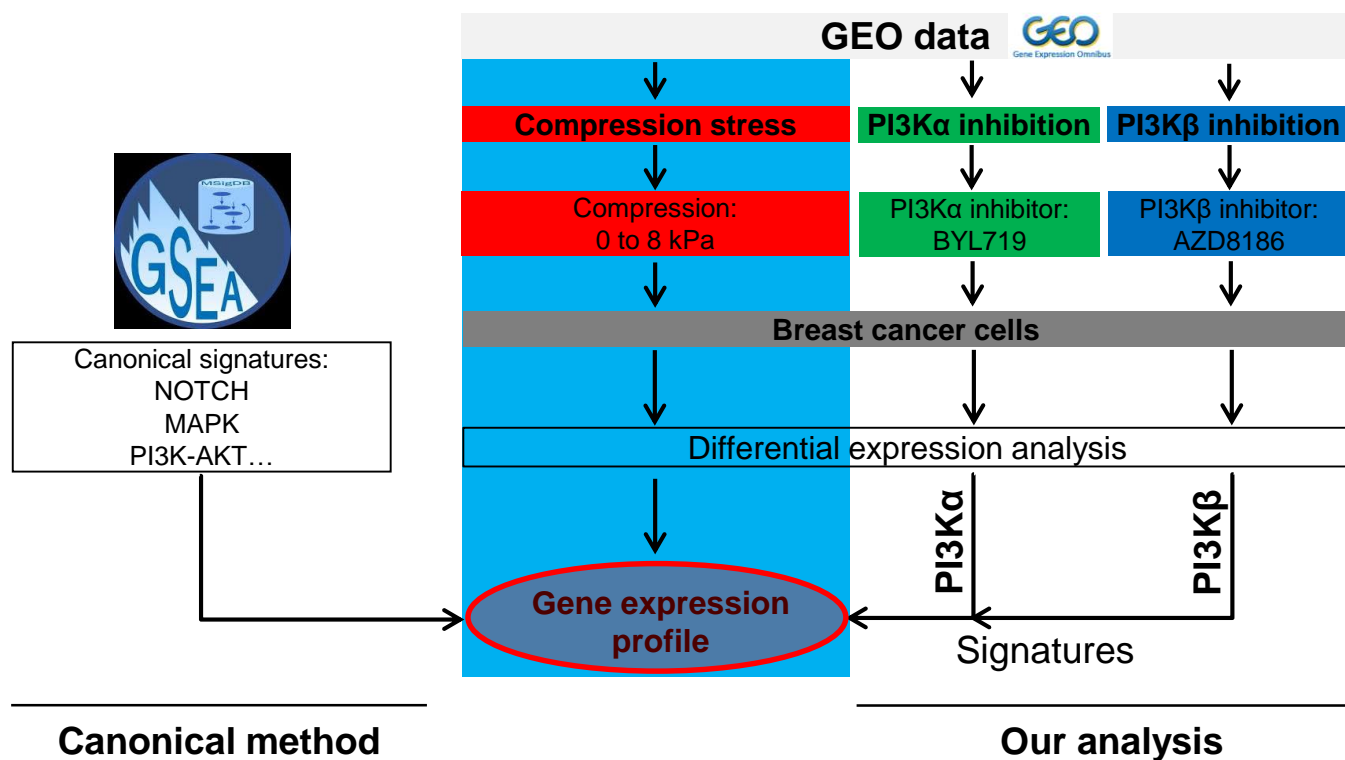 GEO data
GEO
Gene Expression Omnibus
Compression stress
PI3Kα inhibition
PI3Kβ inhibition
Compression:
0 to 8 kPa
PI3Kα inhibitor:
BYL719
PI3Kβ inhibitor:
AZD8186
MSigDB
GSEA
Breast cancer cells
Canonical signatures:
NOTCH
MAPK
PI3K-AKT…
Differential expression analysis
PI3Kα
PI3Kβ
Gene expression
profile
Signatures
Canonical method
Our analysis